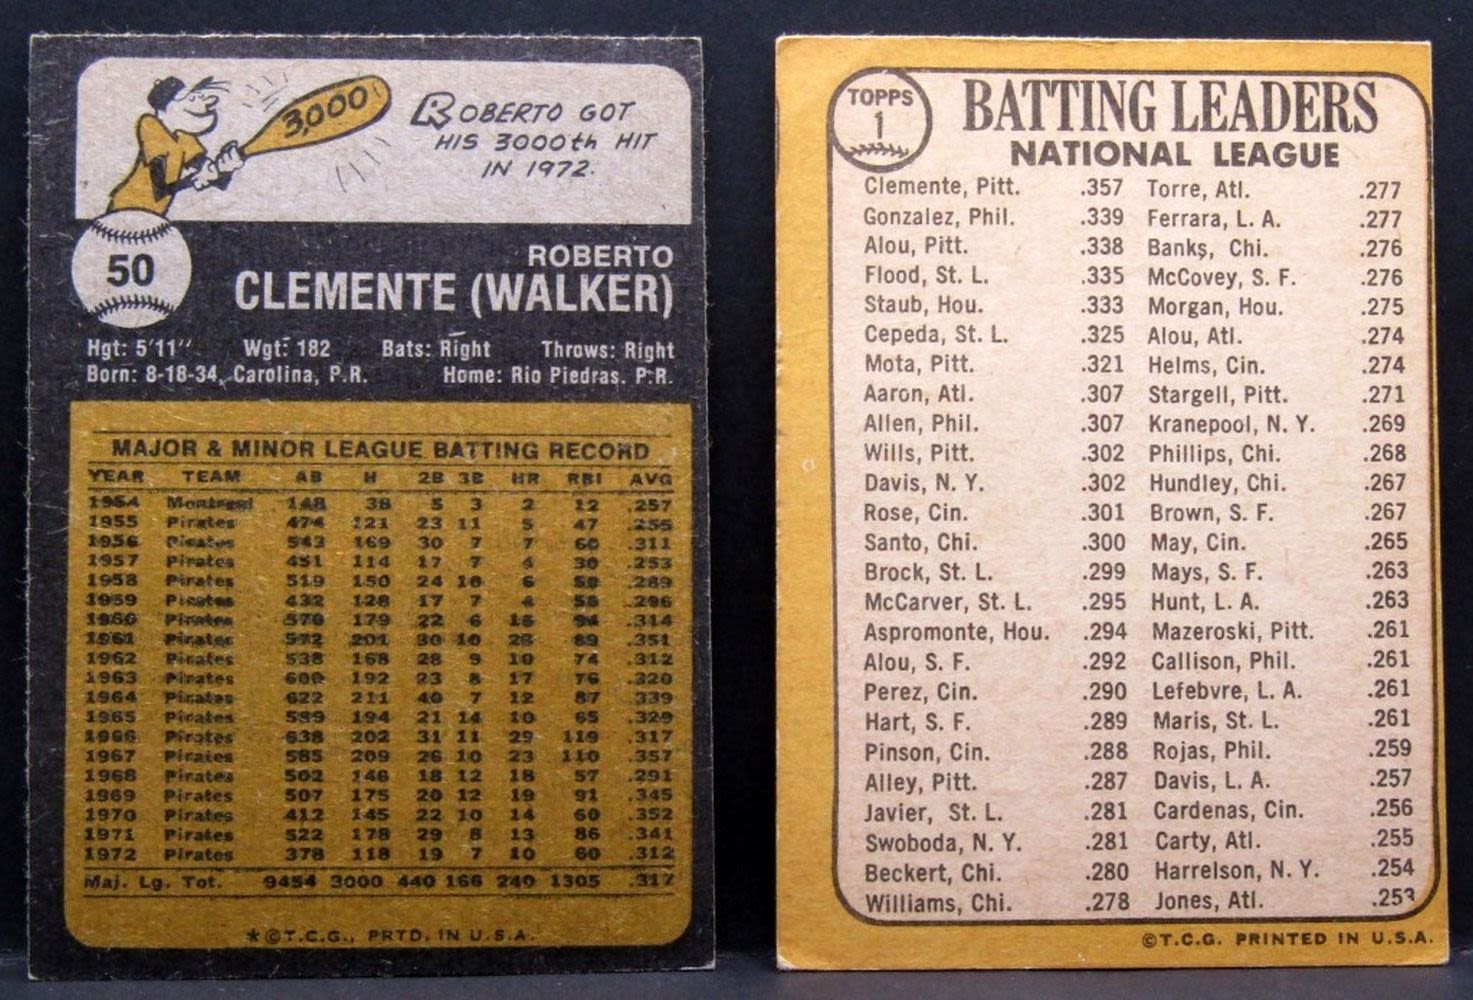 3,000
ROBERTO GOT
HIS 3000th HIT
IN 1972.
50
ROBERTO
CLEMENTE (WALKER)
Hgt: 5'11" Wgt: 182 Bats: Right Throws: Right
Born: 8-18-34, Carolina, P.R. Home: Rio Piedras. P.R.
MAJOR & MINOR LEAGUE BATTING RECORD
YEAR TEAM AB H 2B 3B HR RBI AVG
1954 Montreal 148 38 5 3 2 12 .257
1955 Pirates 474 121 23 11 5 47 .255
1956 Pirates 543 169 30 7 7 60 .311
1957 Pirates 451 114 17 7 4 30 .253
1958 Pirates 519 150 24 10 6 50 .289
1959 Pirates 432 128 17 7 4 50 .296
1960 Pirates 570 179 22 6 16 94 .314
1961 Pirates 572 201 30 10 23 89 .351
1962 Pirates 538 168 28 9 10 74 .312
1963 Pirates 600 192 23 8 17 76 .320
1964 Pirates 622 211 40 7 12 87 .339
1965 Pirates 589 194 21 14 10 65 .329
1966 Pirates 638 202 31 11 29 119 .317
1967 Pirates 585 209 26 10 23 110 .357
1968 Pirates 502 146 18 12 18 57 .291
1969 Pirates 507 175 20 12 19 91 .345
1970 Pirates 412 145 22 10 14 60 .352
1971 Pirates 522 178 29 8 13 86 .341
1972 Pirates 378 118 19 7 10 60 .312
Maj. Lg. Tot. 9454 3000 440 166 240 1305 .317
*©T.C.G., PRTD. IN U.S.A.
TOPPS
1
BATTING LEADERS
NATIONAL LEAGUE
Clemente, Pitt. .357 Torre, Atl. .277
Gonzalez, Phil. .339 Ferrara, L. A. .277
Alou, Pitt. .338 Banks, Chi. .276
Flood, St. L. .335 McCovey, S. F. .276
Staub, Hou. .333 Morgan, Hou. .275
Cepeda, St. L. .325 Alou, Atl. .274
Mota, Pitt. .321 Helms, Cin. .274
Aaron, Atl. .307 Stargell, Pitt. .271
Allen, Phil. .307 Kranepool, N. Y. .269
Wills, Pitt. .302 Phillips, Chi. .268
Davis, N. Y. .302 Hundley, Chi. .267
Rose, Cin. .301 Brown, S. F. .267
Santo, Chi. .300 May, Cin. .265
Brock, St. L. .299 Mays, S. F. .263
McCarver, St. L. .295 Hunt, L. A. .263
Aspromonte, Hou. .294 Mazeroski, Pitt. .261
Alou, S. F. .292 Callison, Phil. .261
Perez, Cin. .290 Lefebvre, L. A. .261
Hart, S. F. .289 Maris, St. L. .261
Pinson, Cin. .288 Rojas, Phil. .259
Alley, Pitt. .287 Davis, L. A. .257
Javier, St. L. .281 Cardenas, Cin. .256
Swoboda, N. Y. .281 Carty, Atl. .255
Beckert, Chi. .280 Harrelson, N. Y. .254
Williams, Chi. .278 Jones, Atl. .253
©T.C.G. PRINTED IN U.S.A.